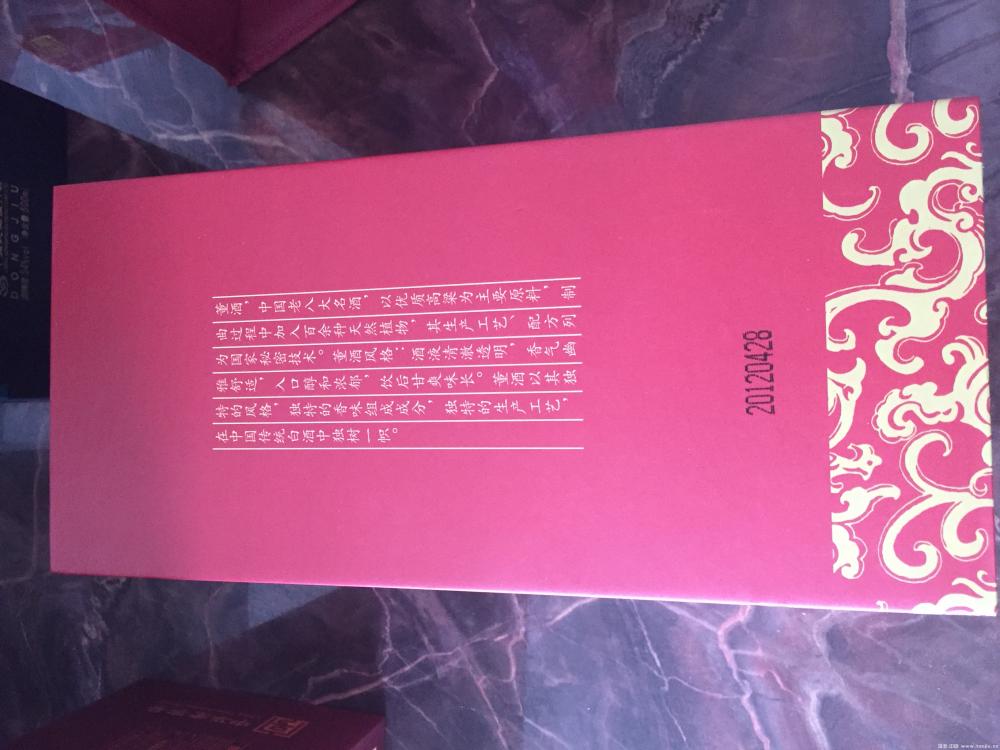 董酒，中国老八大名酒，以优质高粱为主要原料，制
曲过程中加入百余种天然植物，其生产工艺、配方列
为国家秘密技术。董酒风格：酒液清澈透明，香气幽
雅舒适，入口醇和浓郁，饮后甘爽味长。董酒以其独
特的风格，独特的香味组成成分，独特的生产工艺，
在中国传统白酒中独树一帜。
20120428
DONGJIU